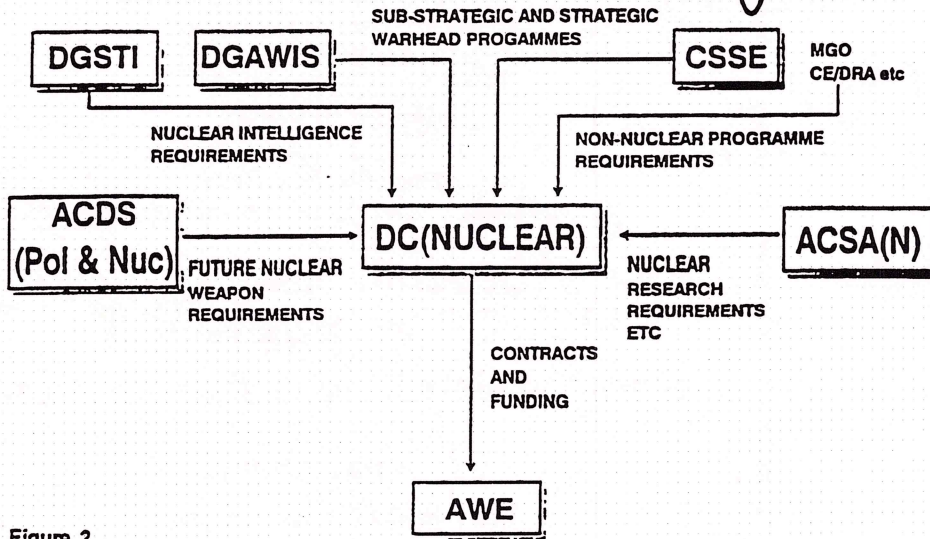 SUB-STRATEGIC AND STRATEGIC
WARHEAD PROGAMMES
DGSTI
DGAWIS
CSSE
MGO
CE/DRA etc
NUCLEAR INTELLIGENCE
REQUIREMENTS
NON-NUCLEAR PROGRAMME
REQUIREMENTS
ACDS
(Pol & Nuc)
DC(NUCLEAR)
ACSA(N)
FUTURE NUCLEAR
WEAPON
REQUIREMENTS
NUCLEAR
RESEARCH
REQUIREMENTS
ETC
CONTRACTS
AND
FUNDING
AWE
Figure 2